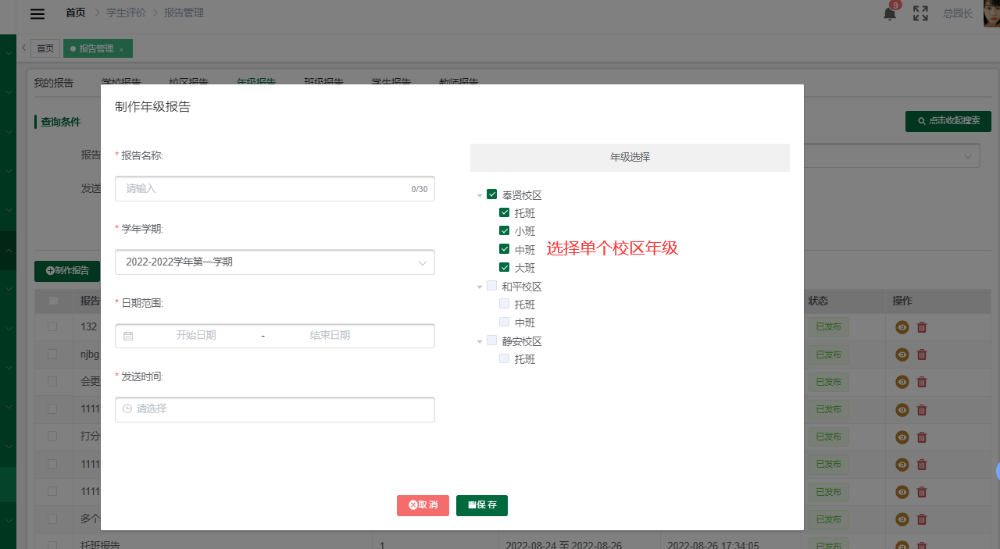 首页 学生评价 报告管理
9
总园长
首页 报告管理
我的报告 学校报告 校区报告 年级报告 班级报告 学生报告 教师报告
查询条件
点击收起搜索
报告
发送
制作报告
报告 状态 操作
132 已发布
njbg 已发布
会更 已发布
1111 已发布
打分 已发布
1111 已发布
1111 已发布
多个 已发布
托班报告 1 2022-08-24 至 2022-08-26 2022-08-26 17:34:05 已发布
制作年级报告
* 报告名称:
请输入 0/30
* 学年学期:
2022-2022学年第一学期
* 日期范围:
开始日期 - 结束日期
* 发送时间:
请选择
年级选择
奉贤校区
托班
小班
中班
大班
选择单个校区年级
和平校区
托班
中班
静安校区
托班
取 消 保 存